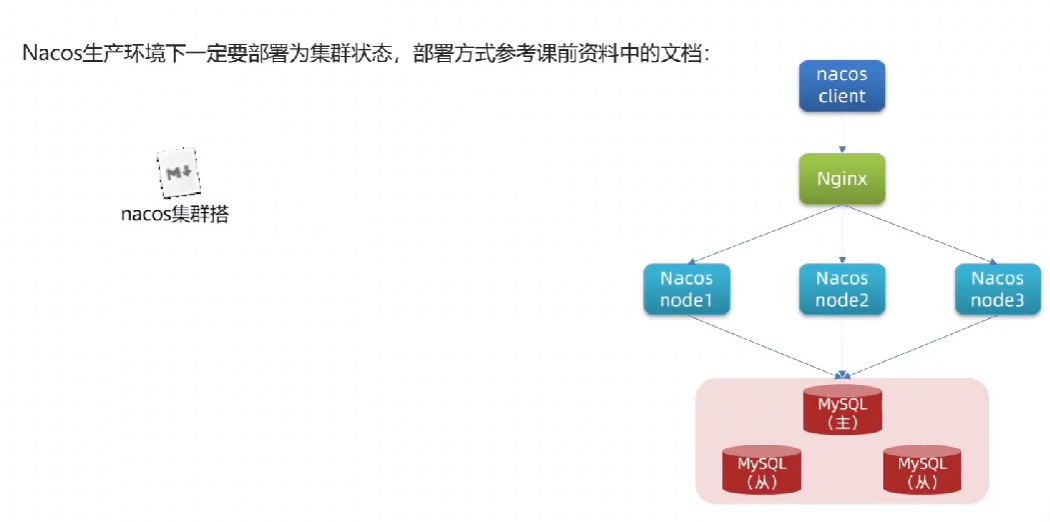 Nacos生产环境下一定要部署为集群状态，部署方式参考课前资料中的文档：
nacos
client
Nginx
M
nacos集群搭
Nacos
node1
Nacos
node2
Nacos
node3
MySQL
（主）
MySQL
（从）
MySQL
（从）